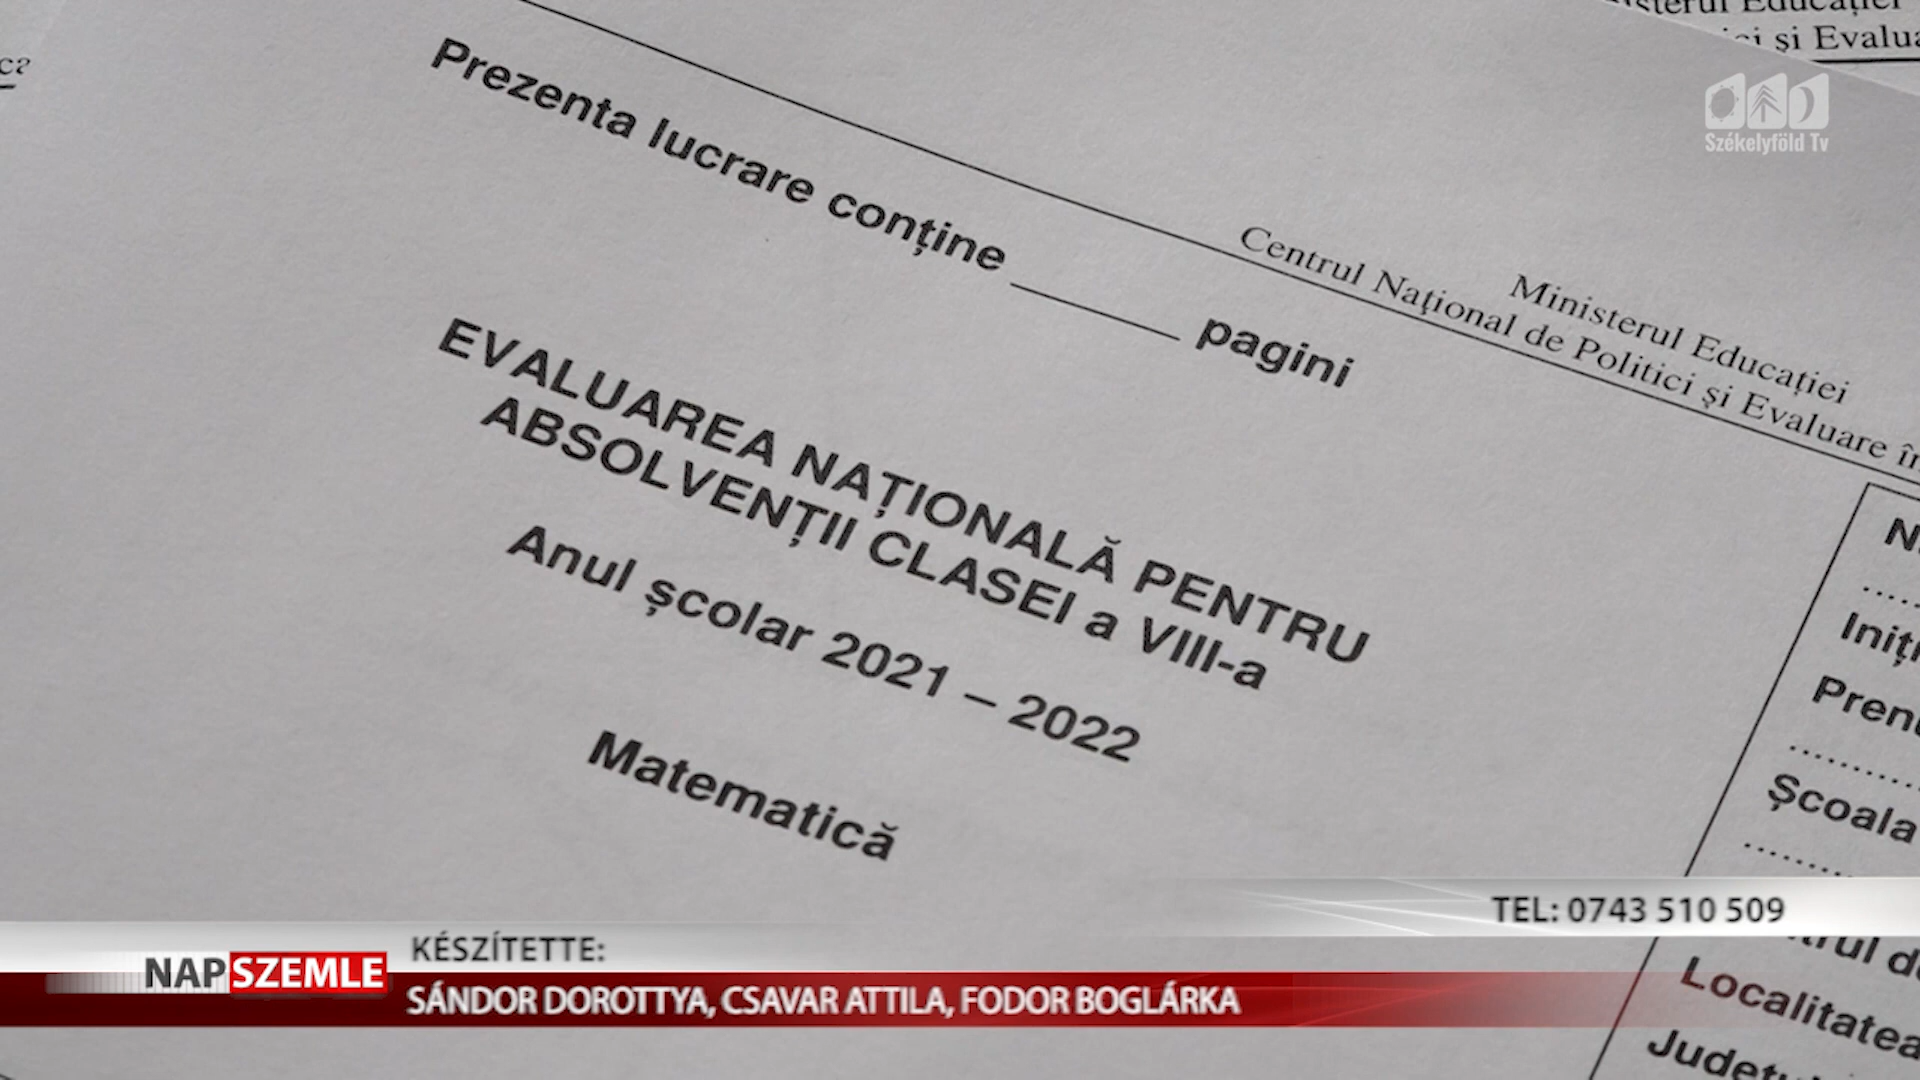 Prezenta lucrare conține ______ pagini
EVALUAREA NAȚIONALĂ PENTRU
ABSOLVENȚII CLASEI a VIII-a
Anul școlar 2021 – 2022
Matematică
Ministerul Educației
Centrul Național de Politici și Evaluare
și Evalua
Székelyföld Tv
Școala
Localitatea
TEL: 0743 510 509
KÉSZÍTETTE:
NAPSZEMLE
SÁNDOR DOROTTYA, CSAVAR ATTILA, FODOR BOGLÁRKA